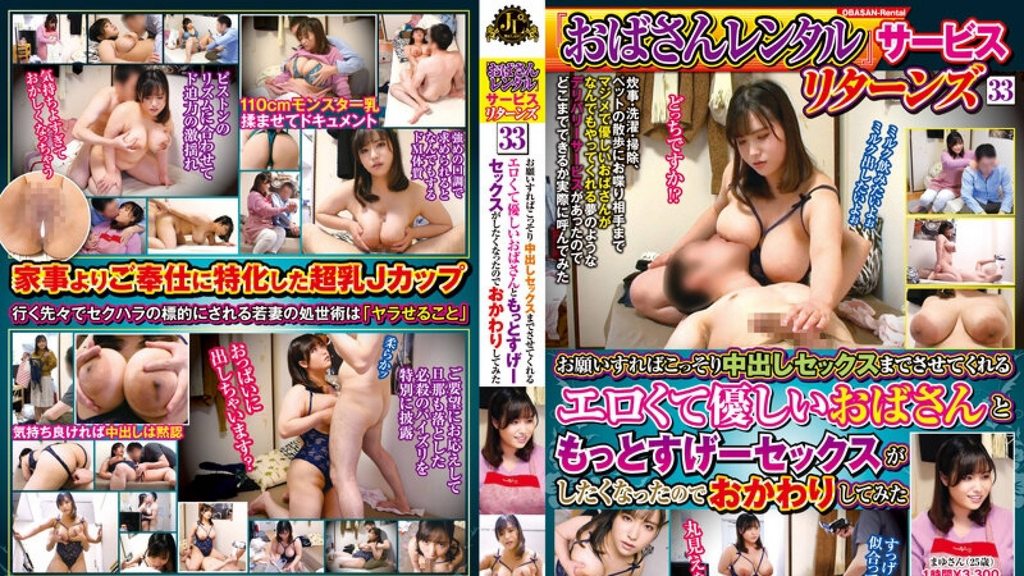 ピストンの
リズムに合わせて
ド迫力の激揺れ
気持ちよすぎて
おかしくなっちゃう
110cmモンスター乳
揉ませてドキュメント
強めの口調で
求められると
なんでもする
ドM体質
家事よりご奉仕に特化した超乳Jカップ
行く先々でセクハラの標的にされる若妻の処世術は「ヤラせること」
気持ち良ければ中出しは黙認
おっぱいに
出しちゃいます?
柔らか〜
ご要望にお応えして
旦那も落とした
必殺のパイズリを
特別に披露
おばさん
レンタル
サービス
リターンズ
33
お願いすればこっそり中出しセックスまでさせてくれる
エロくて優しいおばさんともっとすげー
セックスがしたくなったのでおかわりしてみた
OBASAN-Rental
「おばさんレンタル」サービス
リターンズ 33
炊事、洗濯、掃除、
ペットの散歩にお喋り相手まで
マジメで優しいおばさんが
なんでもやってくれる夢のような
デリバリーサービスがあったので
どこまでできるか実際に呼んでみた
どっちですか!?
お願いすればこっそり中出しセックスまでさせてくれる
エロくて優しいおばさんと
もっとすげーセックスが
したくなったのでおかわりしてみた
まゆさん(25歳)
1時間¥3,300